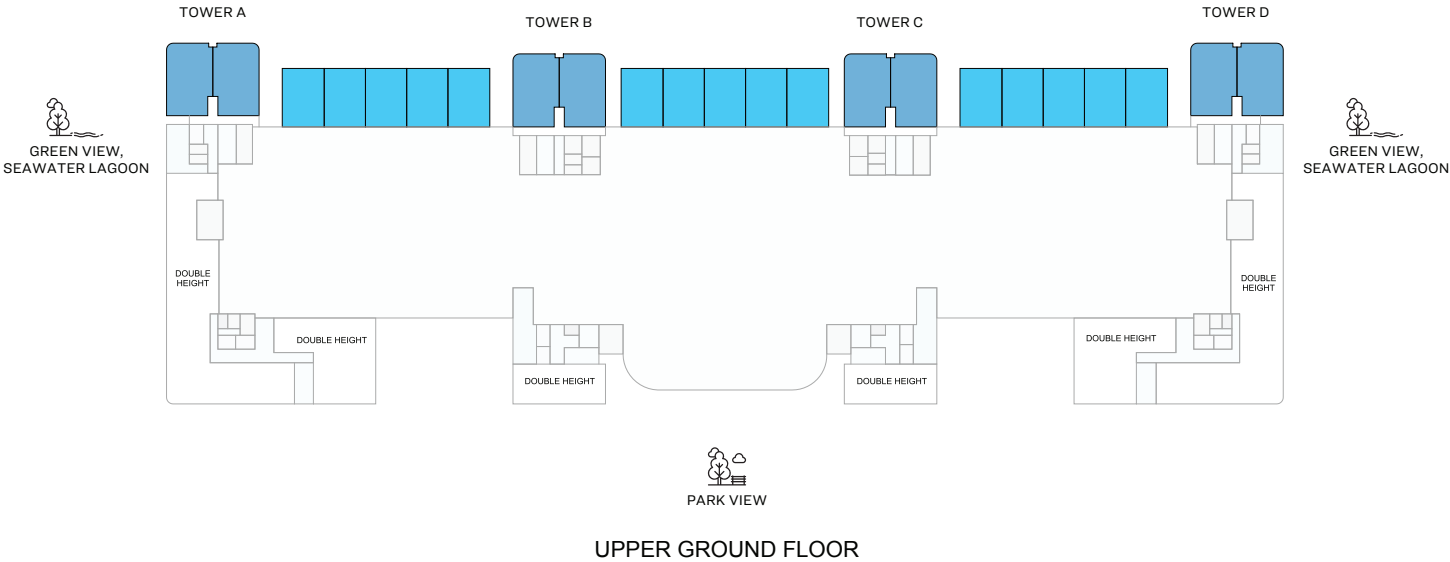 TOWER A
TOWER B
TOWER C
TOWER D
GREEN VIEW,
SEAWATER LAGOON
GREEN VIEW,
SEAWATER LAGOON
DOUBLE
HEIGHT
DOUBLE
HEIGHT
DOUBLE HEIGHT
DOUBLE HEIGHT
DOUBLE HEIGHT
DOUBLE HEIGHT
PARK VIEW
UPPER GROUND FLOOR